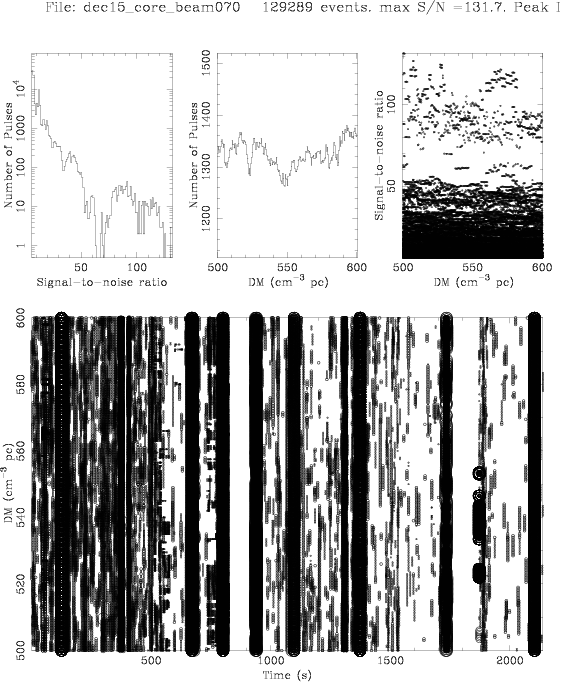 File: dec15_core_beam070 129289 events. max S/N =131.7. Peak I
Number of Pulses
1 10 100 1000 10^4
50 100
Signal-to-noise ratio
Number of Pulses
1200 1300 1400 1500
500 550 600
DM (cm^-3 pc)
Signal-to-noise ratio
50 100
500 550 600
DM (cm^-3 pc)
DM (cm^-3 pc)
600
580
560
540
520
500
500 1000 1500 2000
Time (s)